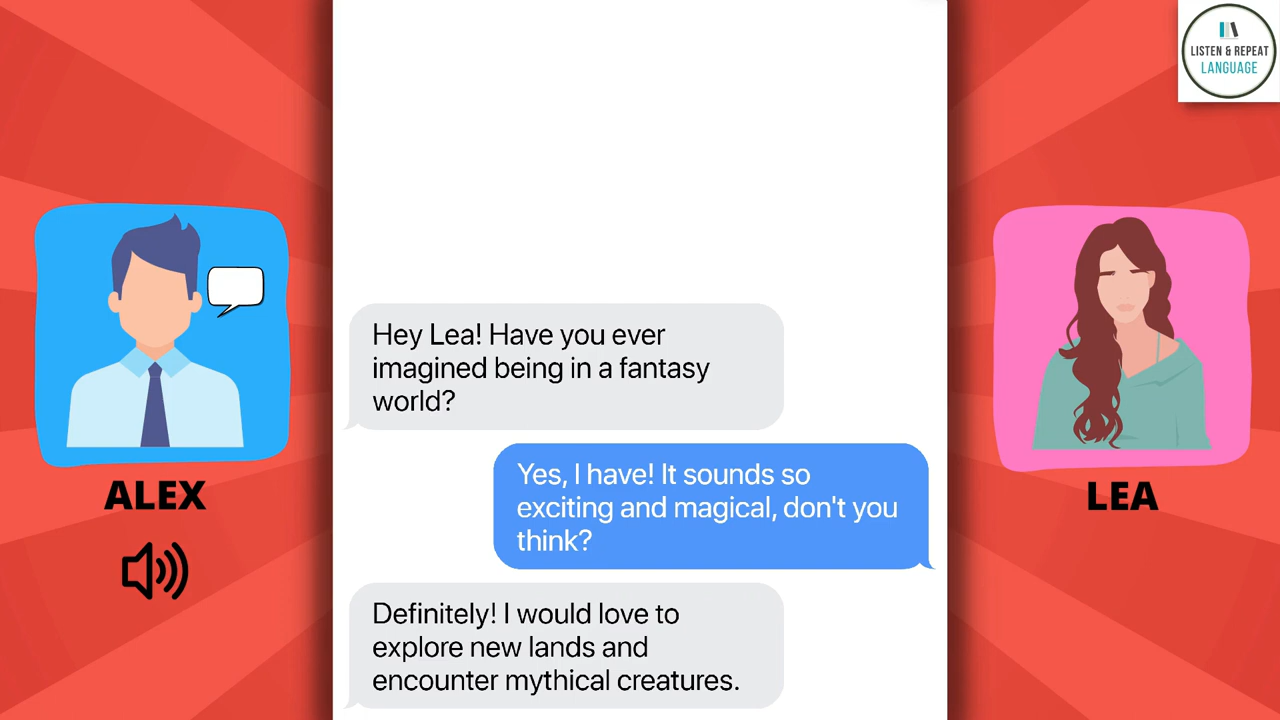 LISTEN & REPEAT
LANGUAGE
Hey Lea! Have you ever
imagined being in a fantasy
world?
Yes, I have! It sounds so
exciting and magical, don't you
think?
Definitely! I would love to
explore new lands and
encounter mythical creatures.
ALEX
LEA